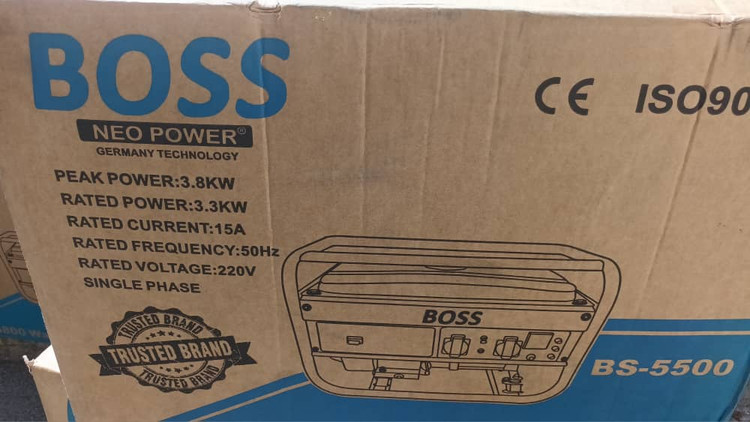 BOSS
NEO POWER®
GERMANY TECHNOLOGY
PEAK POWER:3.8KW
RATED POWER:3.3KW
RATED CURRENT:15A
RATED FREQUENCY:50Hz
RATED VOLTAGE:220V
SINGLE PHASE
CE ISO90
TRUSTED BRAND
TRUSTED BRAND
TRUSTED BRAND
BOSS
BS-5500